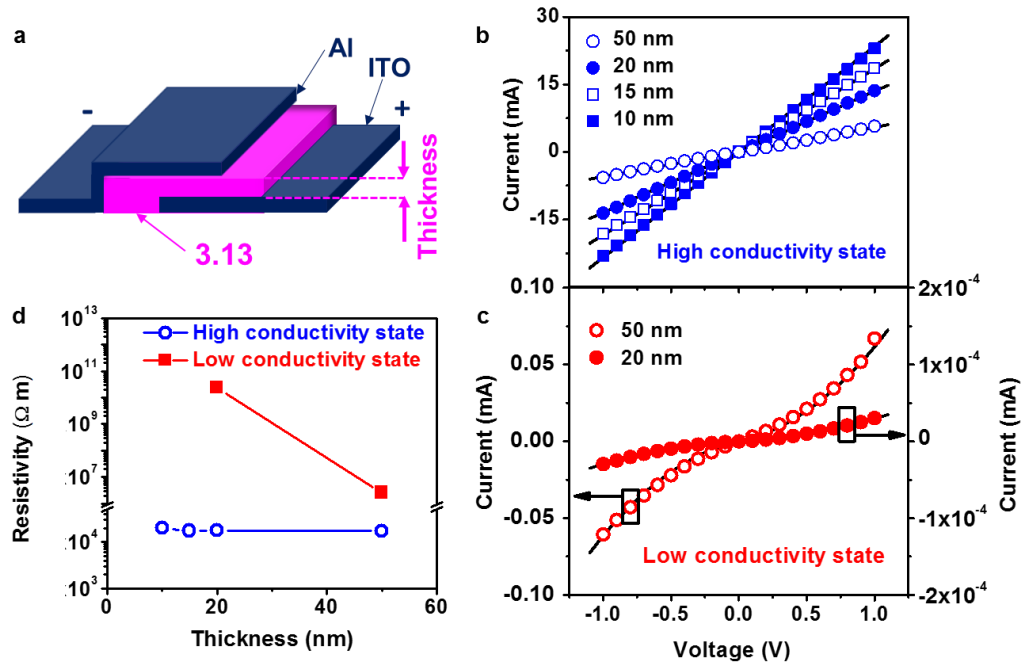 a
Al
ITO
-
+
Thickness
3.13
b
30
15
0
-15
0.10
Current (mA)
50 nm
20 nm
15 nm
10 nm
High conductivity state
c
2x10⁻⁴
1x10⁻⁴
0
-1x10⁻⁴
-2x10⁻⁴
Current (mA)
0.05
0.00
-0.05
-0.10
Current (mA)
50 nm
20 nm
Low conductivity state
-1.0 -0.5 0.0 0.5 1.0
Voltage (V)
d
10¹³
10¹¹
10¹⁰
10⁹
10⁷
10⁴
10³
Resistivity (Ω m)
High conductivity state
Low conductivity state
0 20 40 60
Thickness (nm)